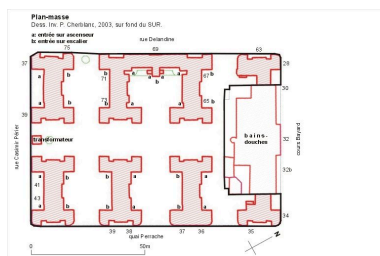 Plan-masse
Dess. Inv. P. Cherblanc, 2003, sur fond du SUR.
a: entrée sur ascenseur
b: entrée sur escalier
rue Delandine
75
69
63
37
a
b
b
a
a
b
a
67
b
28
71
30
73
65
b
39
transformateur
rue Casimir Périer
bains-
douches
32
cours Bayard
a
b
b
a
b
a
41
43
32b
a
b
b
a
b
a
34
39
38
37
36
35
quai Perrache
N
0
50m